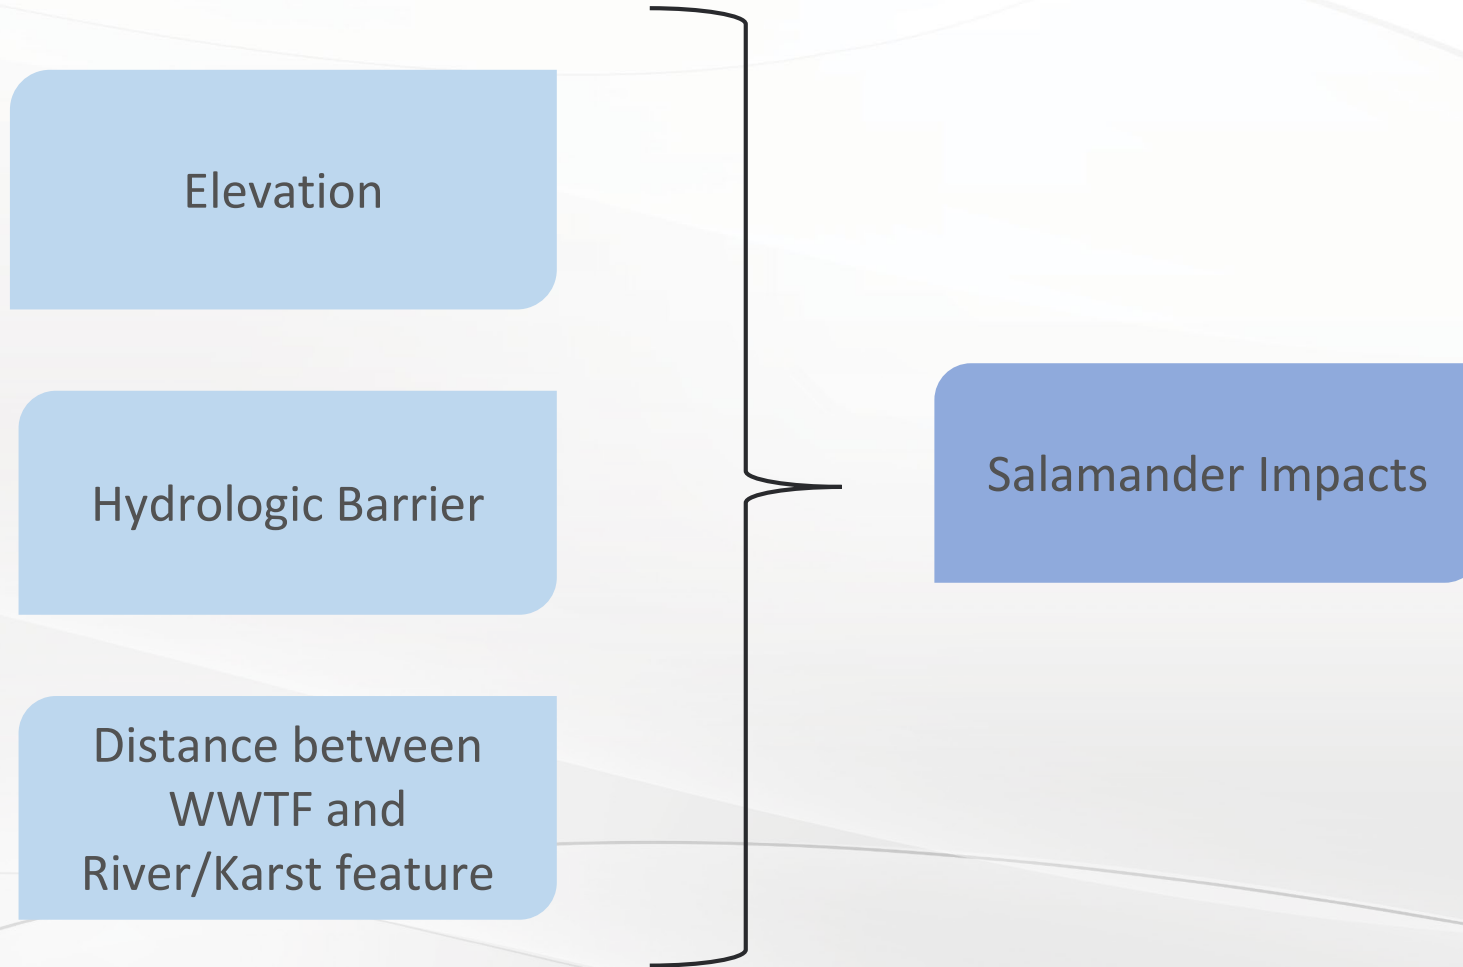 Elevation
Hydrologic Barrier
Distance between
WWTF and
River/Karst feature
Salamander Impacts